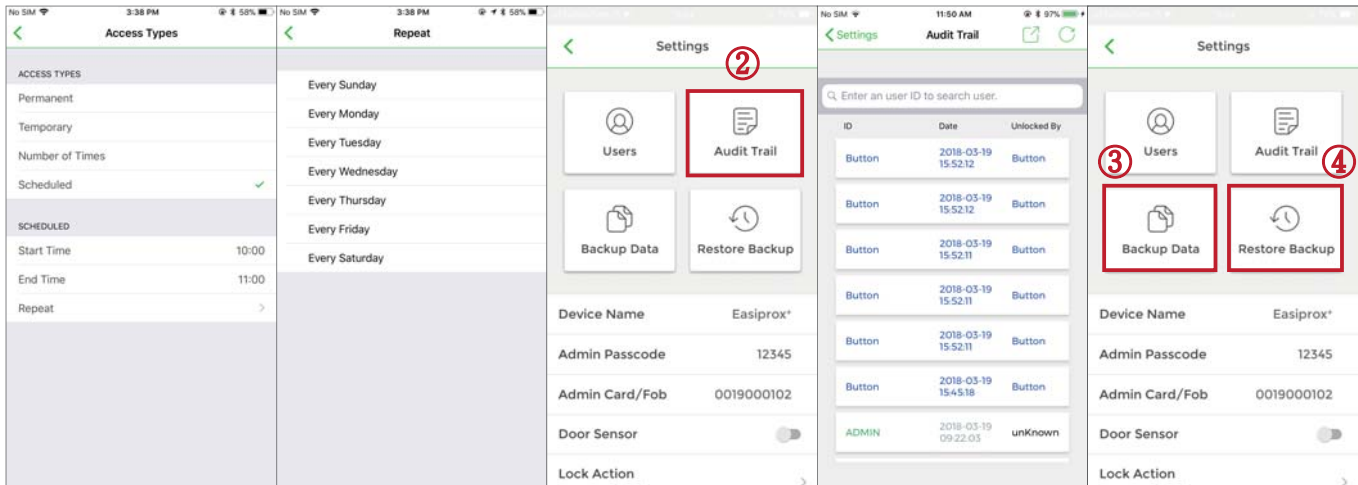 No SIM 3:38 PM 58%
Access Types
ACCESS TYPES
Permanent
Temporary
Number of Times
Scheduled
SCHEDULED
Start Time 10:00
End Time 11:00
Repeat
No SIM 3:38 PM 58%
Repeat
Every Sunday
Every Monday
Every Tuesday
Every Wednesday
Every Thursday
Every Friday
Every Saturday
Settings
②
Users Audit Trail
Backup Data Restore Backup
Device Name Easiprox+
Admin Passcode 12345
Admin Card/Fob 0019000102
Door Sensor
Lock Action
No SIM 11:50 AM 97%
Settings Audit Trail
Enter an user ID to search user.
ID Date Unlocked By
Button 2018-03-19 15:52:12 Button
Button 2018-03-19 15:52:12 Button
Button 2018-03-19 15:52:11 Button
Button 2018-03-19 15:52:11 Button
Button 2018-03-19 15:52:11 Button
Button 2018-03-19 15:45:18 Button
ADMIN 2018-03-19 09:22:03 unKnown
Settings
Users Audit Trail
③ ④
Backup Data Restore Backup
Device Name Easiprox+
Admin Passcode 12345
Admin Card/Fob 0019000102
Door Sensor
Lock Action